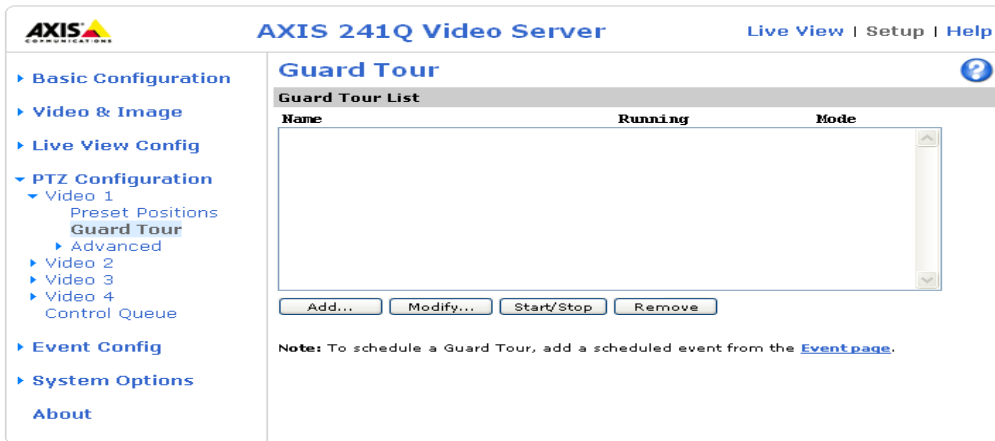 AXIS
COMMUNICATIONS
AXIS 241Q Video Server
Live View | Setup | Help
Basic Configuration
Video & Image
Live View Config
PTZ Configuration
Video 1
Preset Positions
Guard Tour
Advanced
Video 2
Video 3
Video 4
Control Queue
Event Config
System Options
About
Guard Tour
?
Guard Tour List
Name Running Mode
Add... Modify... Start/Stop Remove
Note: To schedule a Guard Tour, add a scheduled event from the Event page.